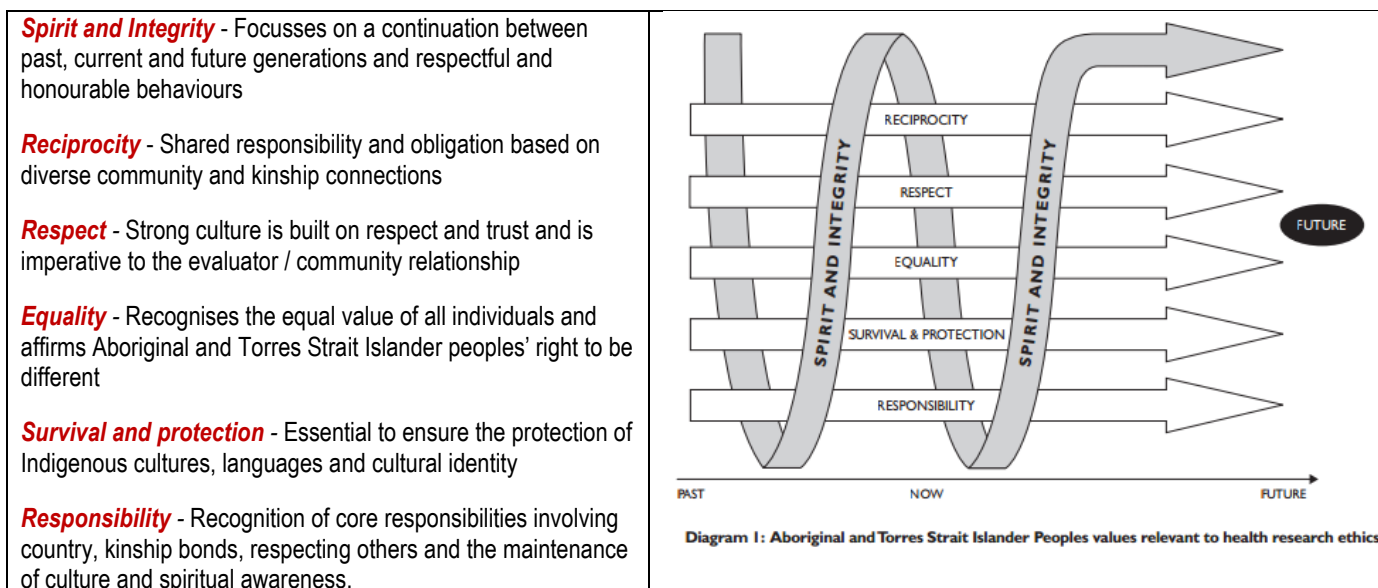 Spirit and Integrity - Focusses on a continuation between
past, current and future generations and respectful and
honourable behaviours
Reciprocity - Shared responsibility and obligation based on
diverse community and kinship connections
Respect - Strong culture is built on respect and trust and is
imperative to the evaluator / community relationship
Equality - Recognises the equal value of all individuals and
affirms Aboriginal and Torres Strait Islander peoples' right to be
different
Survival and protection - Essential to ensure the protection of
Indigenous cultures, languages and cultural identity
Responsibility - Recognition of core responsibilities involving
country, kinship bonds, respecting others and the maintenance
of culture and spiritual awareness.
RECIPROCITY
RESPECT
EQUALITY
SURVIVAL & PROTECTION
RESPONSIBILITY
SPIRIT AND INTEGRITY
SPIRIT AND INTEGRITY
FUTURE
PAST
NOW
FUTURE
Diagram 1: Aboriginal and Torres Strait Islander Peoples values relevant to health research ethics